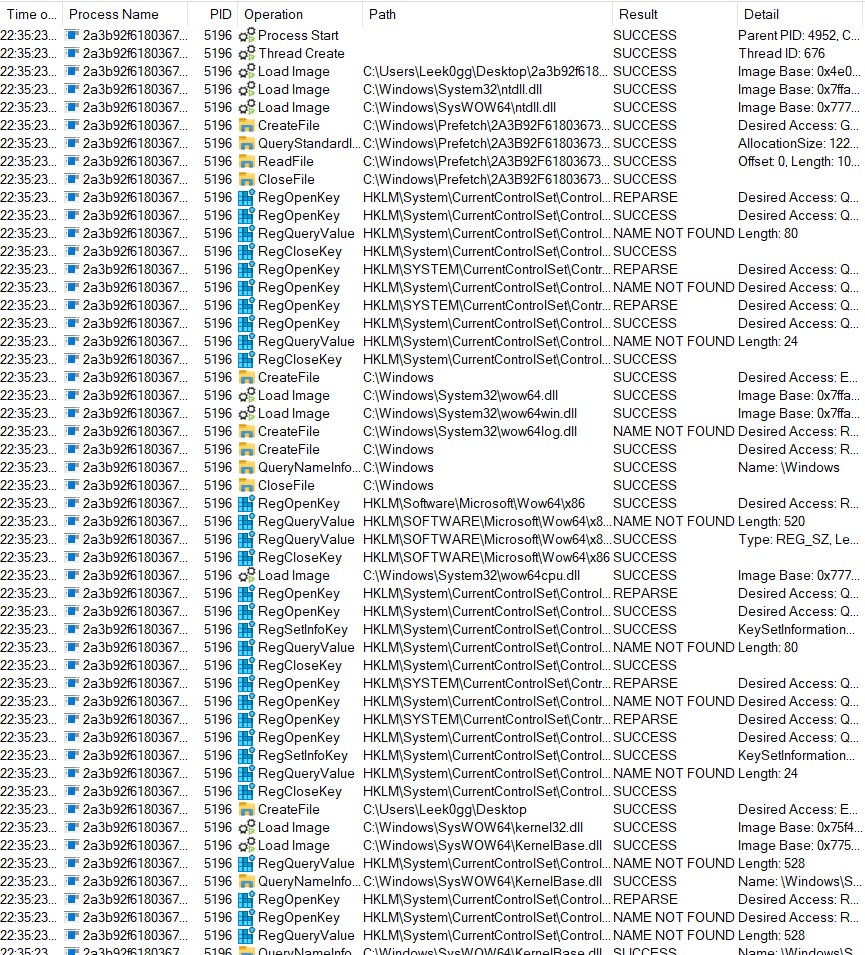 Time o... Process Name PID Operation Path Result Detail
22:35:23... 2a3b92f6180367... 5196 Process Start SUCCESS Parent PID: 4952, C...
22:35:23... 2a3b92f6180367... 5196 Thread Create SUCCESS Thread ID: 676
22:35:23... 2a3b92f6180367... 5196 Load Image C:\Users\Leek0gg\Desktop\2a3b92f618... SUCCESS Image Base: 0x4e0...
22:35:23... 2a3b92f6180367... 5196 Load Image C:\Windows\System32\ntdll.dll SUCCESS Image Base: 0x7ffa...
22:35:23... 2a3b92f6180367... 5196 Load Image C:\Windows\SysWOW64\ntdll.dll SUCCESS Image Base: 0x777...
22:35:23... 2a3b92f6180367... 5196 CreateFile C:\Windows\Prefetch\2A3B92F61803673... SUCCESS Desired Access: G...
22:35:23... 2a3b92f6180367... 5196 QueryStandardI... C:\Windows\Prefetch\2A3B92F61803673... SUCCESS AllocationSize: 122...
22:35:23... 2a3b92f6180367... 5196 ReadFile C:\Windows\Prefetch\2A3B92F61803673... SUCCESS Offset: 0, Length: 10...
22:35:23... 2a3b92f6180367... 5196 CloseFile C:\Windows\Prefetch\2A3B92F61803673... SUCCESS
22:35:23... 2a3b92f6180367... 5196 RegOpenKey HKLM\System\CurrentControlSet\Control... REPARSE Desired Access: Q...
22:35:23... 2a3b92f6180367... 5196 RegOpenKey HKLM\System\CurrentControlSet\Control... SUCCESS Desired Access: Q...
22:35:23... 2a3b92f6180367... 5196 RegQueryValue HKLM\System\CurrentControlSet\Control... NAME NOT FOUND Length: 80
22:35:23... 2a3b92f6180367... 5196 RegCloseKey HKLM\System\CurrentControlSet\Control... SUCCESS
22:35:23... 2a3b92f6180367... 5196 RegOpenKey HKLM\SYSTEM\CurrentControlSet\Contr... REPARSE Desired Access: Q...
22:35:23... 2a3b92f6180367... 5196 RegOpenKey HKLM\System\CurrentControlSet\Control... NAME NOT FOUND Desired Access: Q...
22:35:23... 2a3b92f6180367... 5196 RegOpenKey HKLM\SYSTEM\CurrentControlSet\Contr... REPARSE Desired Access: Q...
22:35:23... 2a3b92f6180367... 5196 RegOpenKey HKLM\System\CurrentControlSet\Control... SUCCESS Desired Access: Q...
22:35:23... 2a3b92f6180367... 5196 RegQueryValue HKLM\System\CurrentControlSet\Control... NAME NOT FOUND Length: 24
22:35:23... 2a3b92f6180367... 5196 RegCloseKey HKLM\System\CurrentControlSet\Control... SUCCESS
22:35:23... 2a3b92f6180367... 5196 CreateFile C:\Windows SUCCESS Desired Access: E...
22:35:23... 2a3b92f6180367... 5196 Load Image C:\Windows\System32\wow64.dll SUCCESS Image Base: 0x7ffa...
22:35:23... 2a3b92f6180367... 5196 Load Image C:\Windows\System32\wow64win.dll SUCCESS Image Base: 0x7ffa...
22:35:23... 2a3b92f6180367... 5196 CreateFile C:\Windows\System32\wow64log.dll NAME NOT FOUND Desired Access: R...
22:35:23... 2a3b92f6180367... 5196 CreateFile C:\Windows SUCCESS Desired Access: R...
22:35:23... 2a3b92f6180367... 5196 QueryNameInfo... C:\Windows SUCCESS Name: \Windows
22:35:23... 2a3b92f6180367... 5196 CloseFile C:\Windows SUCCESS
22:35:23... 2a3b92f6180367... 5196 RegOpenKey HKLM\Software\Microsoft\Wow64\x86 SUCCESS Desired Access: R...
22:35:23... 2a3b92f6180367... 5196 RegQueryValue HKLM\SOFTWARE\Microsoft\Wow64\x8... NAME NOT FOUND Length: 520
22:35:23... 2a3b92f6180367... 5196 RegQueryValue HKLM\SOFTWARE\Microsoft\Wow64\x8... SUCCESS Type: REG_SZ, Le...
22:35:23... 2a3b92f6180367... 5196 RegCloseKey HKLM\SOFTWARE\Microsoft\Wow64\x86 SUCCESS
22:35:23... 2a3b92f6180367... 5196 Load Image C:\Windows\System32\wow64cpu.dll SUCCESS Image Base: 0x777...
22:35:23... 2a3b92f6180367... 5196 RegOpenKey HKLM\System\CurrentControlSet\Control... REPARSE Desired Access: Q...
22:35:23... 2a3b92f6180367... 5196 RegOpenKey HKLM\System\CurrentControlSet\Control... SUCCESS Desired Access: Q...
22:35:23... 2a3b92f6180367... 5196 RegSetInfoKey HKLM\System\CurrentControlSet\Control... SUCCESS KeySetInformation...
22:35:23... 2a3b92f6180367... 5196 RegQueryValue HKLM\System\CurrentControlSet\Control... NAME NOT FOUND Length: 80
22:35:23... 2a3b92f6180367... 5196 RegCloseKey HKLM\System\CurrentControlSet\Control... SUCCESS
22:35:23... 2a3b92f6180367... 5196 RegOpenKey HKLM\SYSTEM\CurrentControlSet\Contr... REPARSE Desired Access: Q...
22:35:23... 2a3b92f6180367... 5196 RegOpenKey HKLM\System\CurrentControlSet\Control... NAME NOT FOUND Desired Access: Q...
22:35:23... 2a3b92f6180367... 5196 RegOpenKey HKLM\SYSTEM\CurrentControlSet\Contr... REPARSE Desired Access: Q...
22:35:23... 2a3b92f6180367... 5196 RegOpenKey HKLM\System\CurrentControlSet\Control... SUCCESS Desired Access: Q...
22:35:23... 2a3b92f6180367... 5196 RegSetInfoKey HKLM\System\CurrentControlSet\Control... SUCCESS KeySetInformation...
22:35:23... 2a3b92f6180367... 5196 RegQueryValue HKLM\System\CurrentControlSet\Control... NAME NOT FOUND Length: 24
22:35:23... 2a3b92f6180367... 5196 RegCloseKey HKLM\System\CurrentControlSet\Control... SUCCESS
22:35:23... 2a3b92f6180367... 5196 CreateFile C:\Users\Leek0gg\Desktop SUCCESS Desired Access: E...
22:35:23... 2a3b92f6180367... 5196 Load Image C:\Windows\SysWOW64\kernel32.dll SUCCESS Image Base: 0x75f4...
22:35:23... 2a3b92f6180367... 5196 Load Image C:\Windows\SysWOW64\KernelBase.dll SUCCESS Image Base: 0x775...
22:35:23... 2a3b92f6180367... 5196 RegQueryValue HKLM\System\CurrentControlSet\Control... NAME NOT FOUND Length: 528
22:35:23... 2a3b92f6180367... 5196 QueryNameInfo... C:\Windows\SysWOW64\KernelBase.dll SUCCESS Name: \Windows\S...
22:35:23... 2a3b92f6180367... 5196 RegOpenKey HKLM\System\CurrentControlSet\Control... REPARSE Desired Access: R...
22:35:23... 2a3b92f6180367... 5196 RegOpenKey HKLM\System\CurrentControlSet\Control... NAME NOT FOUND Desired Access: R...
22:35:23... 2a3b92f6180367... 5196 RegQueryValue HKLM\System\CurrentControlSet\Control... NAME NOT FOUND Length: 528
22:35:23... 2a3b92f6180367... 5196 QueryNameInfo... C:\Windows\SysWOW64\KernelBase.dll SUCCESS Name: \Windows\S...